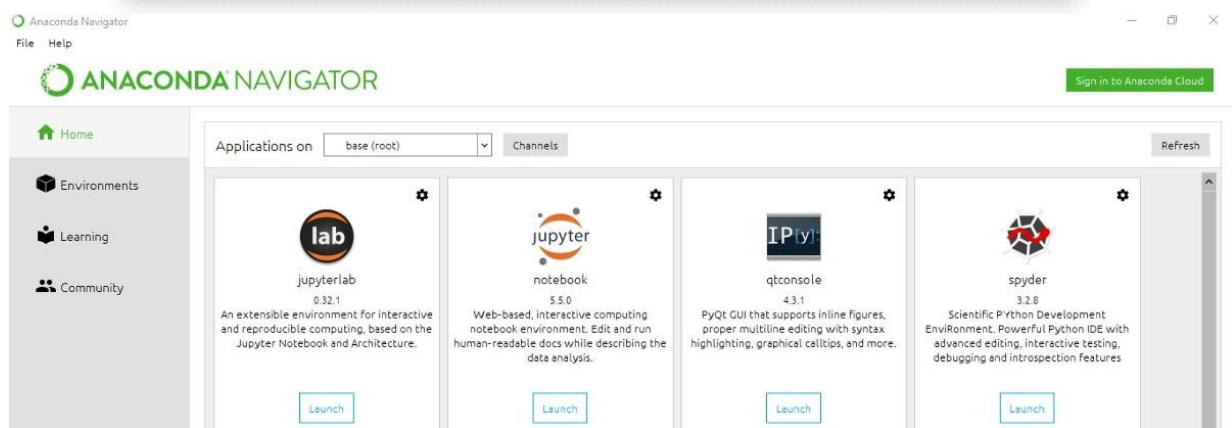 Anaconda Navigator
File Help
ANACONDA NAVIGATOR
Sign in to Anaconda Cloud
Home
Environments
Learning
Community
Applications on base (root) Channels Refresh
lab
jupyterlab
0.32.1
An extensible environment for interactive
and reproducible computing, based on the
Jupyter Notebook and Architecture.
Launch
jupyter
notebook
5.5.0
Web-based, interactive computing
notebook environment. Edit and run
human-readable docs while describing the
data analysis.
Launch
IP[y]:
qtconsole
4.3.1
PyQt GUI that supports inline figures,
proper multiline editing with syntax
highlighting, graphical calltips, and more.
Launch
spyder
3.2.8
Scientific PYthon Development
EnviRonment. Powerful Python IDE with
advanced editing, interactive testing,
debugging and introspection features
Launch